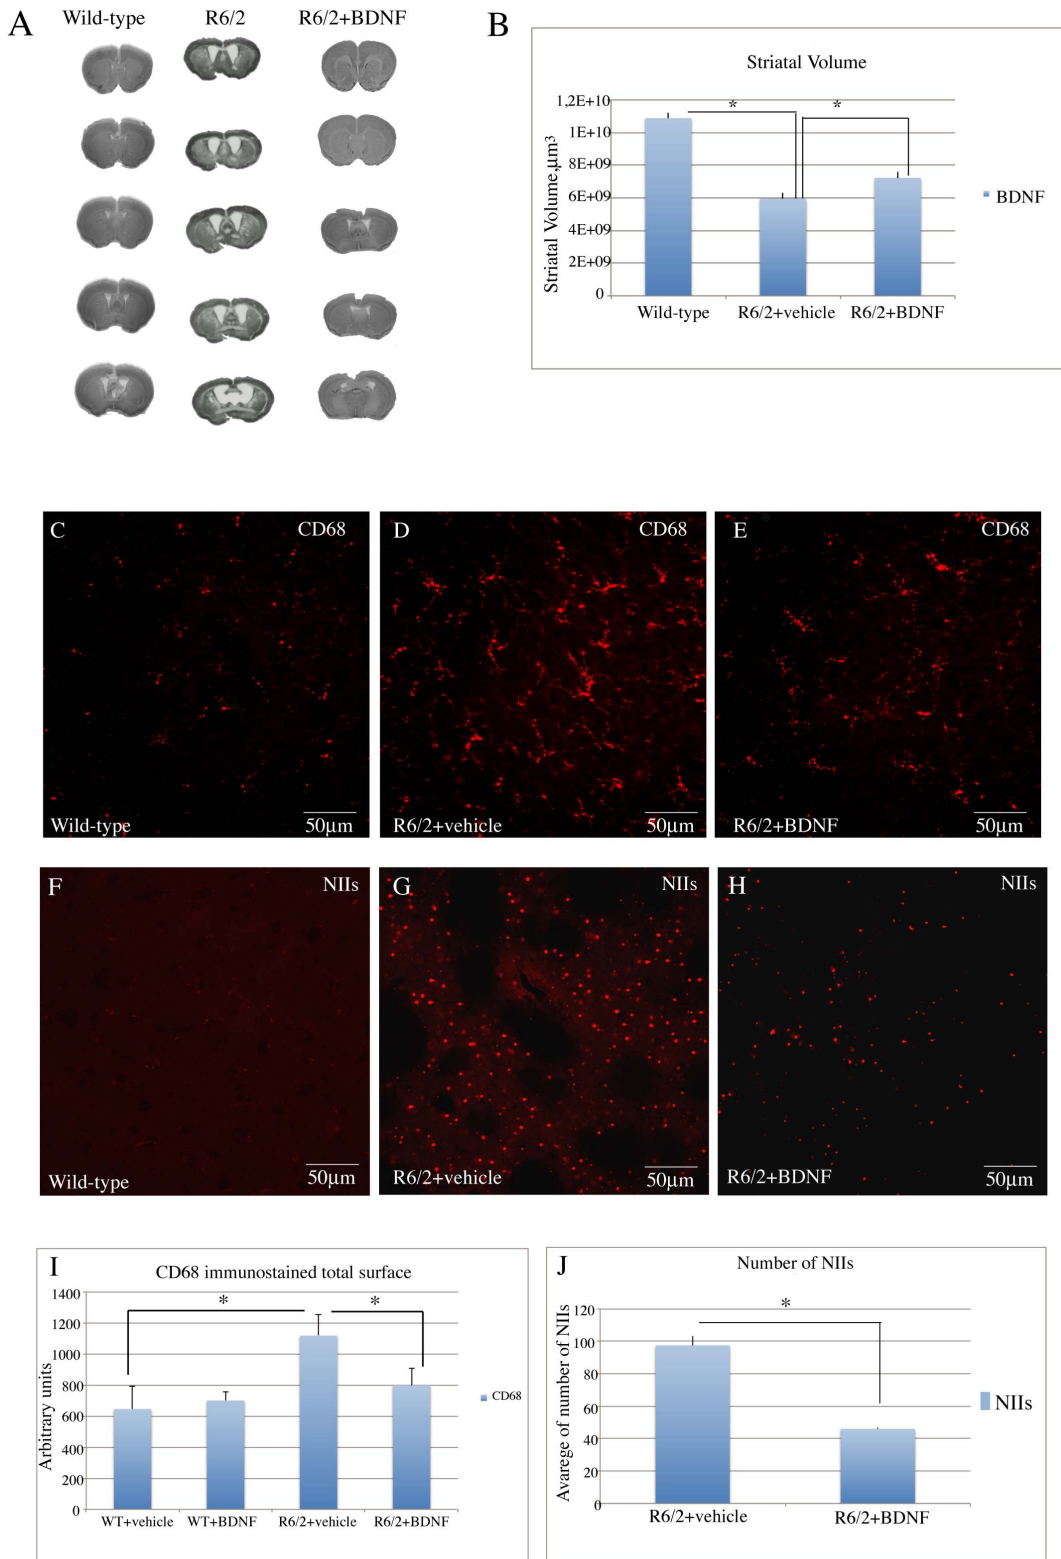 A
Wild-type
R6/2
R6/2+BDNF
B
Striatal Volume
Striatal Volume,µm³
1,2E+10
1E+10
8E+09
6E+09
4E+09
2E+09
0
*
*
Wild-type
R6/2+vehicle
R6/2+BDNF
BDNF
C
CD68
Wild-type
50µm
D
CD68
R6/2+vehicle
50µm
E
CD68
R6/2+BDNF
50µm
F
NIIs
Wild-type
50µm
G
NIIs
R6/2+vehicle
50µm
H
NIIs
R6/2+BDNF
50µm
I
CD68 immunostained total surface
Arbitrary units
1400
1200
1000
800
600
400
200
0
*
*
WT+vehicle
WT+BDNF
R6/2+vehicle
R6/2+BDNF
CD68
J
Number of NIIs
Avarege of number of NIIs
120
100
80
60
40
20
0
*
R6/2+vehicle
R6/2+BDNF
NIIs